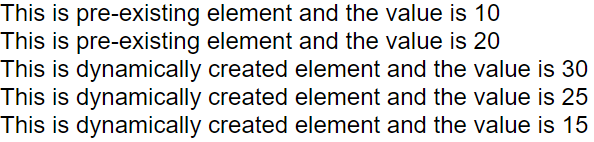 This is pre-existing element and the value is 10
This is pre-existing element and the value is 20
This is dynamically created element and the value is 30
This is dynamically created element and the value is 25
This is dynamically created element and the value is 15